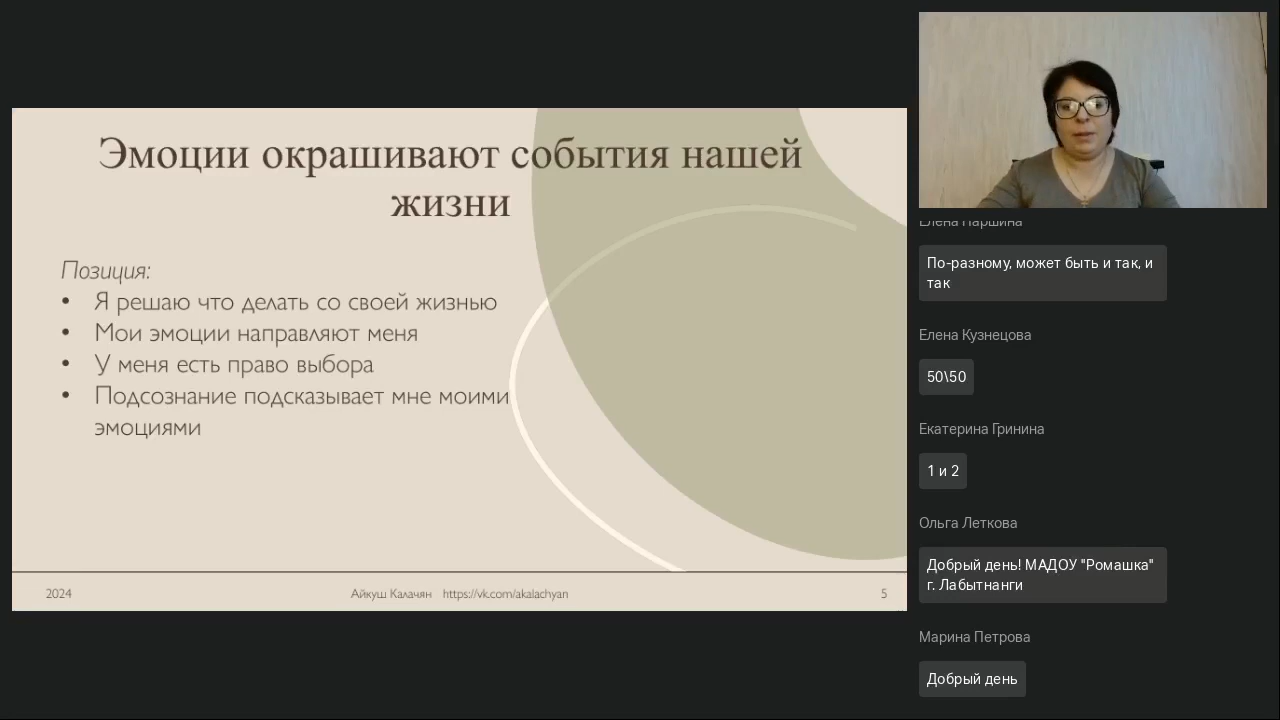 Эмоции окрашивают события нашей
жизни
Позиция:
• Я решаю что делать со своей жизнью
• Мои эмоции направляют меня
• У меня есть право выбора
• Подсознание подсказывает мне моими
эмоциями
2024
Айкуш Калачян https://vk.com/akalachyan
5
Елена Паршина
По-разному, может быть и так, и
так
Елена Кузнецова
50\50
Екатерина Гринина
1 и 2
Ольга Леткова
Добрый день! МАДОУ "Ромашка"
г. Лабытнанги
Марина Петрова
Добрый день